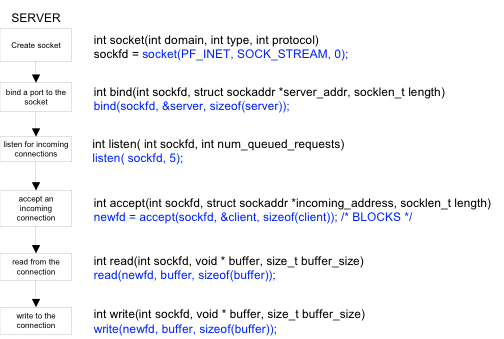 SERVER
Create socket
int socket(int domain, int type, int protocol)
sockfd = socket(PF_INET, SOCK_STREAM, 0);
bind a port to the
socket
int bind(int sockfd, struct sockaddr *server_addr, socklen_t length)
bind(sockfd, &server, sizeof(server));
listen for incoming
connections
int listen( int sockfd, int num_queued_requests)
listen( sockfd, 5);
accept an
incoming
connection
int accept(int sockfd, struct sockaddr *incoming_address, socklen_t length)
newfd = accept(sockfd, &client, sizeof(client)); /* BLOCKS */
read from the
connection
int read(int sockfd, void * buffer, size_t buffer_size)
read(newfd, buffer, sizeof(buffer));
write to the
connection
int write(int sockfd, void * buffer, size_t buffer_size)
write(newfd, buffer, sizeof(buffer));